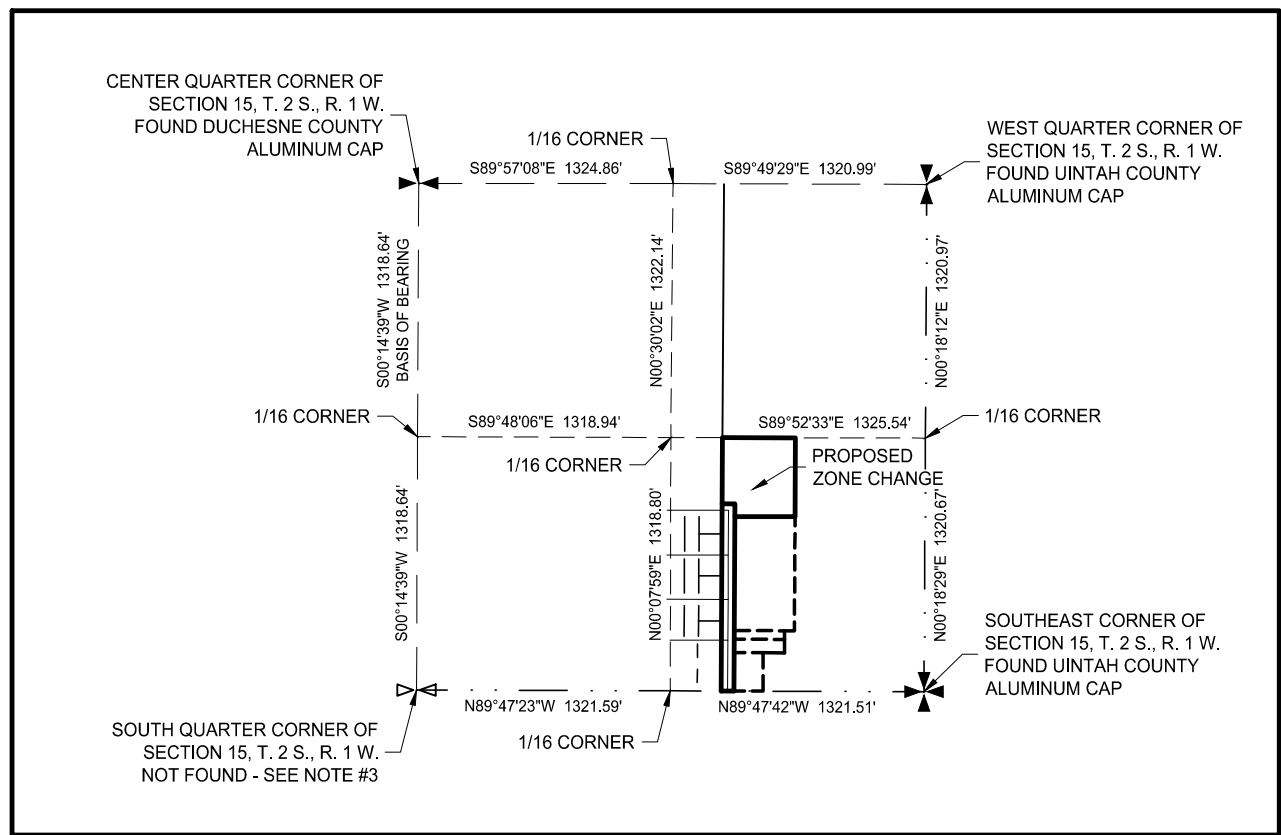 CENTER QUARTER CORNER OF
SECTION 15, T. 2 S., R. 1 W.
FOUND DUCHESNE COUNTY
ALUMINUM CAP
1/16 CORNER
WEST QUARTER CORNER OF
SECTION 15, T. 2 S., R. 1 W.
FOUND UINTAH COUNTY
ALUMINUM CAP
S89°57'08"E 1324.86'
S89°49'29"E 1320.99'
S00°14'39"W 1318.64'
BASIS OF BEARING
N00°30'02"E 1322.14'
N00°18'12"E 1320.97'
1/16 CORNER
S89°48'06"E 1318.94'
S89°52'33"E 1325.54'
1/16 CORNER
1/16 CORNER
PROPOSED
ZONE CHANGE
S00°14'39"W 1318.64'
N00°07'59"E 1318.80'
N00°18'29"E 1320.67'
SOUTHEAST CORNER OF
SECTION 15, T. 2 S., R. 1 W.
FOUND UINTAH COUNTY
ALUMINUM CAP
N89°47'23"W 1321.59'
N89°47'42"W 1321.51'
SOUTH QUARTER CORNER OF
SECTION 15, T. 2 S., R. 1 W.
NOT FOUND - SEE NOTE #3
1/16 CORNER